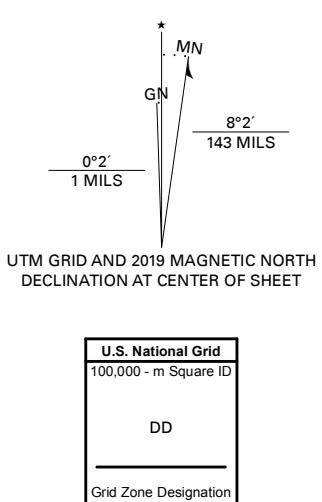 ★
MN
GN
8°2´
143 MILS
0°2´
1 MILS
UTM GRID AND 2019 MAGNETIC NORTH
DECLINATION AT CENTER OF SHEET
U.S. National Grid
100,000 - m Square ID
DD
Grid Zone Designation